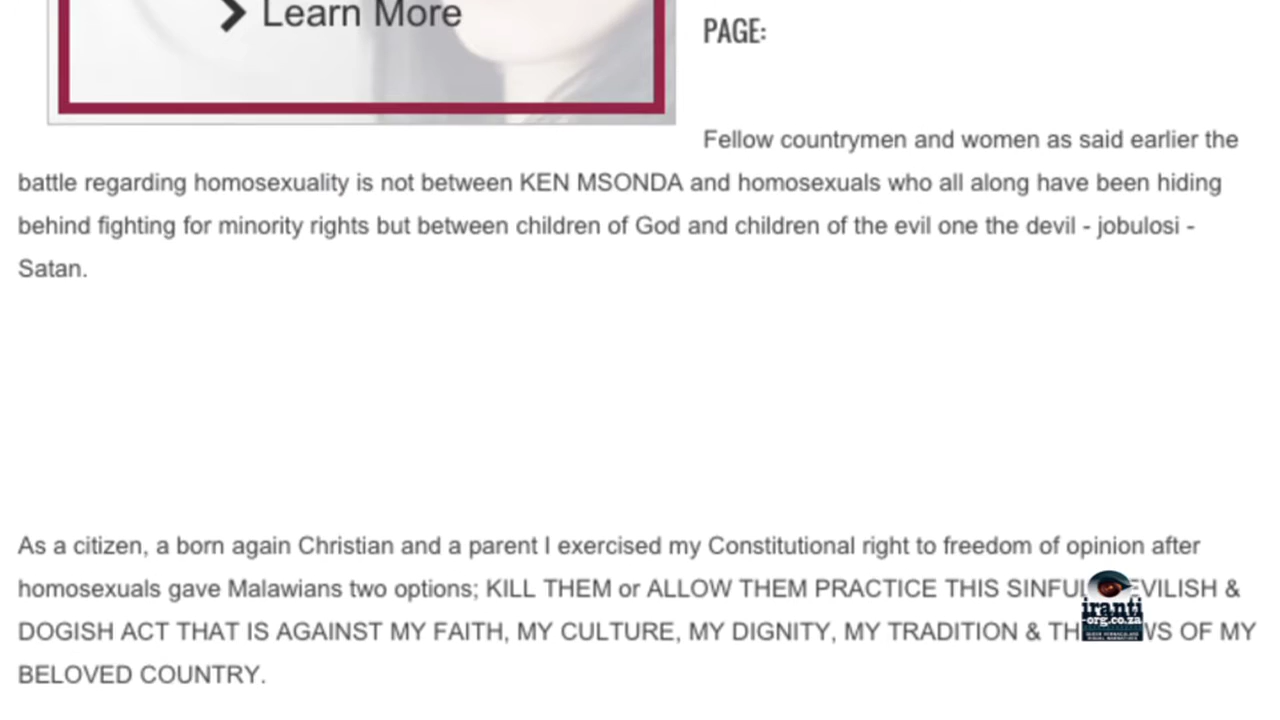 Learn More
PAGE:
Fellow countrymen and women as said earlier the
battle regarding homosexuality is not between KEN MSONDA and homosexuals who all along have been hiding
behind fighting for minority rights but between children of God and children of the evil one the devil - jobulosi -
Satan.
As a citizen, a born again Christian and a parent I exercised my Constitutional right to freedom of opinion after
homosexuals gave Malawians two options; KILL THEM or ALLOW THEM PRACTICE THIS SINFUL EVILISH &
DOGISH ACT THAT IS AGAINST MY FAITH, MY CULTURE, MY DIGNITY, MY TRADITION & TH WS OF MY
BELOVED COUNTRY.
iranti
-org.co.za